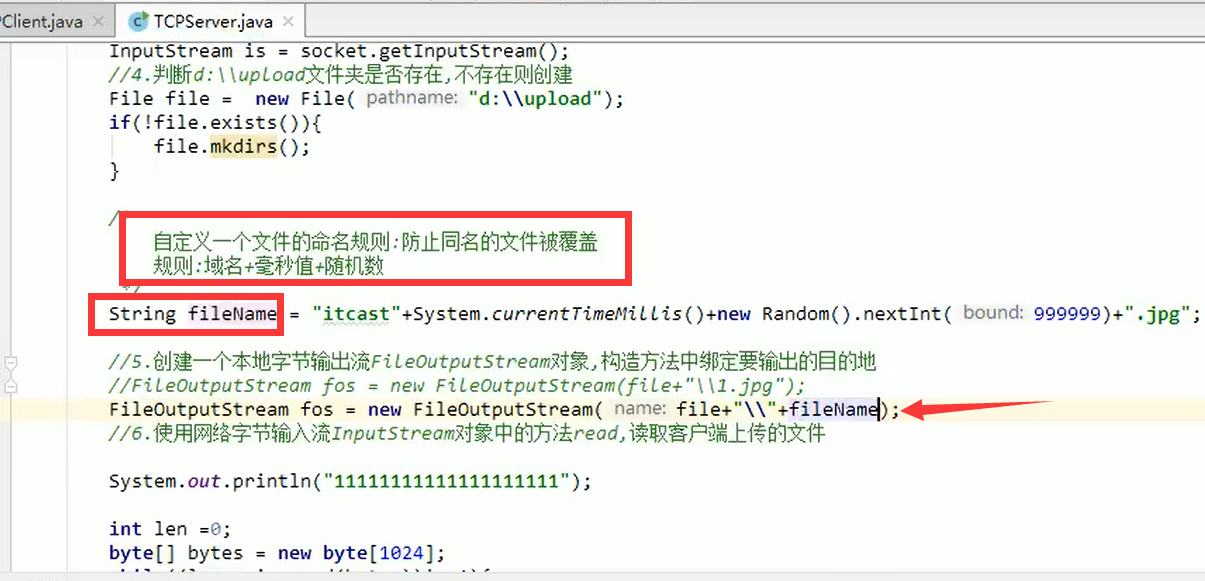 Client.java × TCPServer.java ×
InputStream is = socket.getInputStream();
//4.判断d:\\upload文件夹是否存在,不存在则创建
File file =  new File( pathname: "d:\\upload");
if(!file.exists()){
file.mkdirs();
}
/
自定义一个文件的命名规则:防止同名的文件被覆盖
规则:域名+毫秒值+随机数
*/
String fileName = "itcast"+System.currentTimeMillis()+new Random().nextInt( bound: 999999)+".jpg";
//5.创建一个本地字节输出流FileOutputStream对象,构造方法中绑定要输出的目的地
//FileOutputStream fos = new FileOutputStream(file+"\\1.jpg");
FileOutputStream fos = new FileOutputStream( name: file+"\\"+fileName);
//6.使用网络字节输入流InputStream对象中的方法read,读取客户端上传的文件
System.out.println("11111111111111111111");
int len =0;
byte[] bytes = new byte[1024];